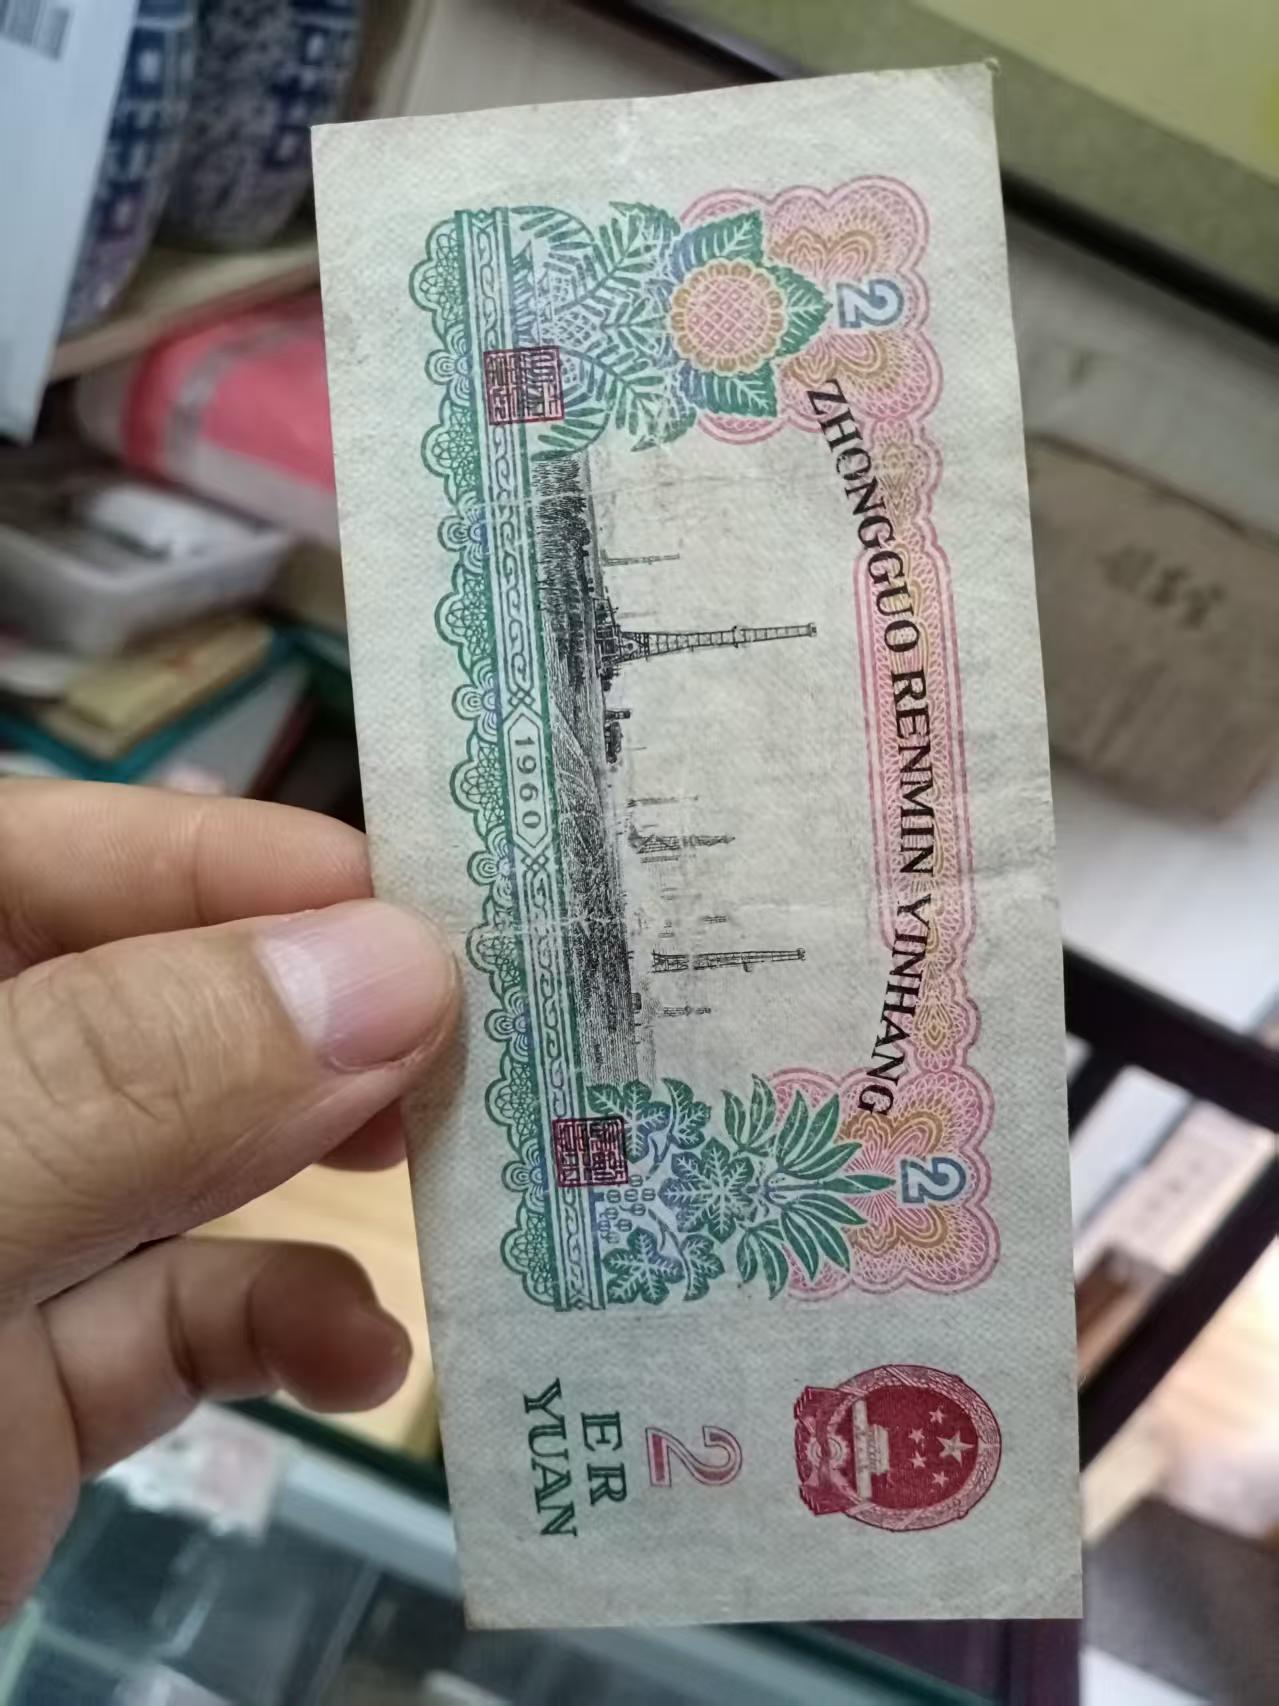 ZHONGGUO RENMIN YINHANG
2
2
1960
2
ER
YUAN